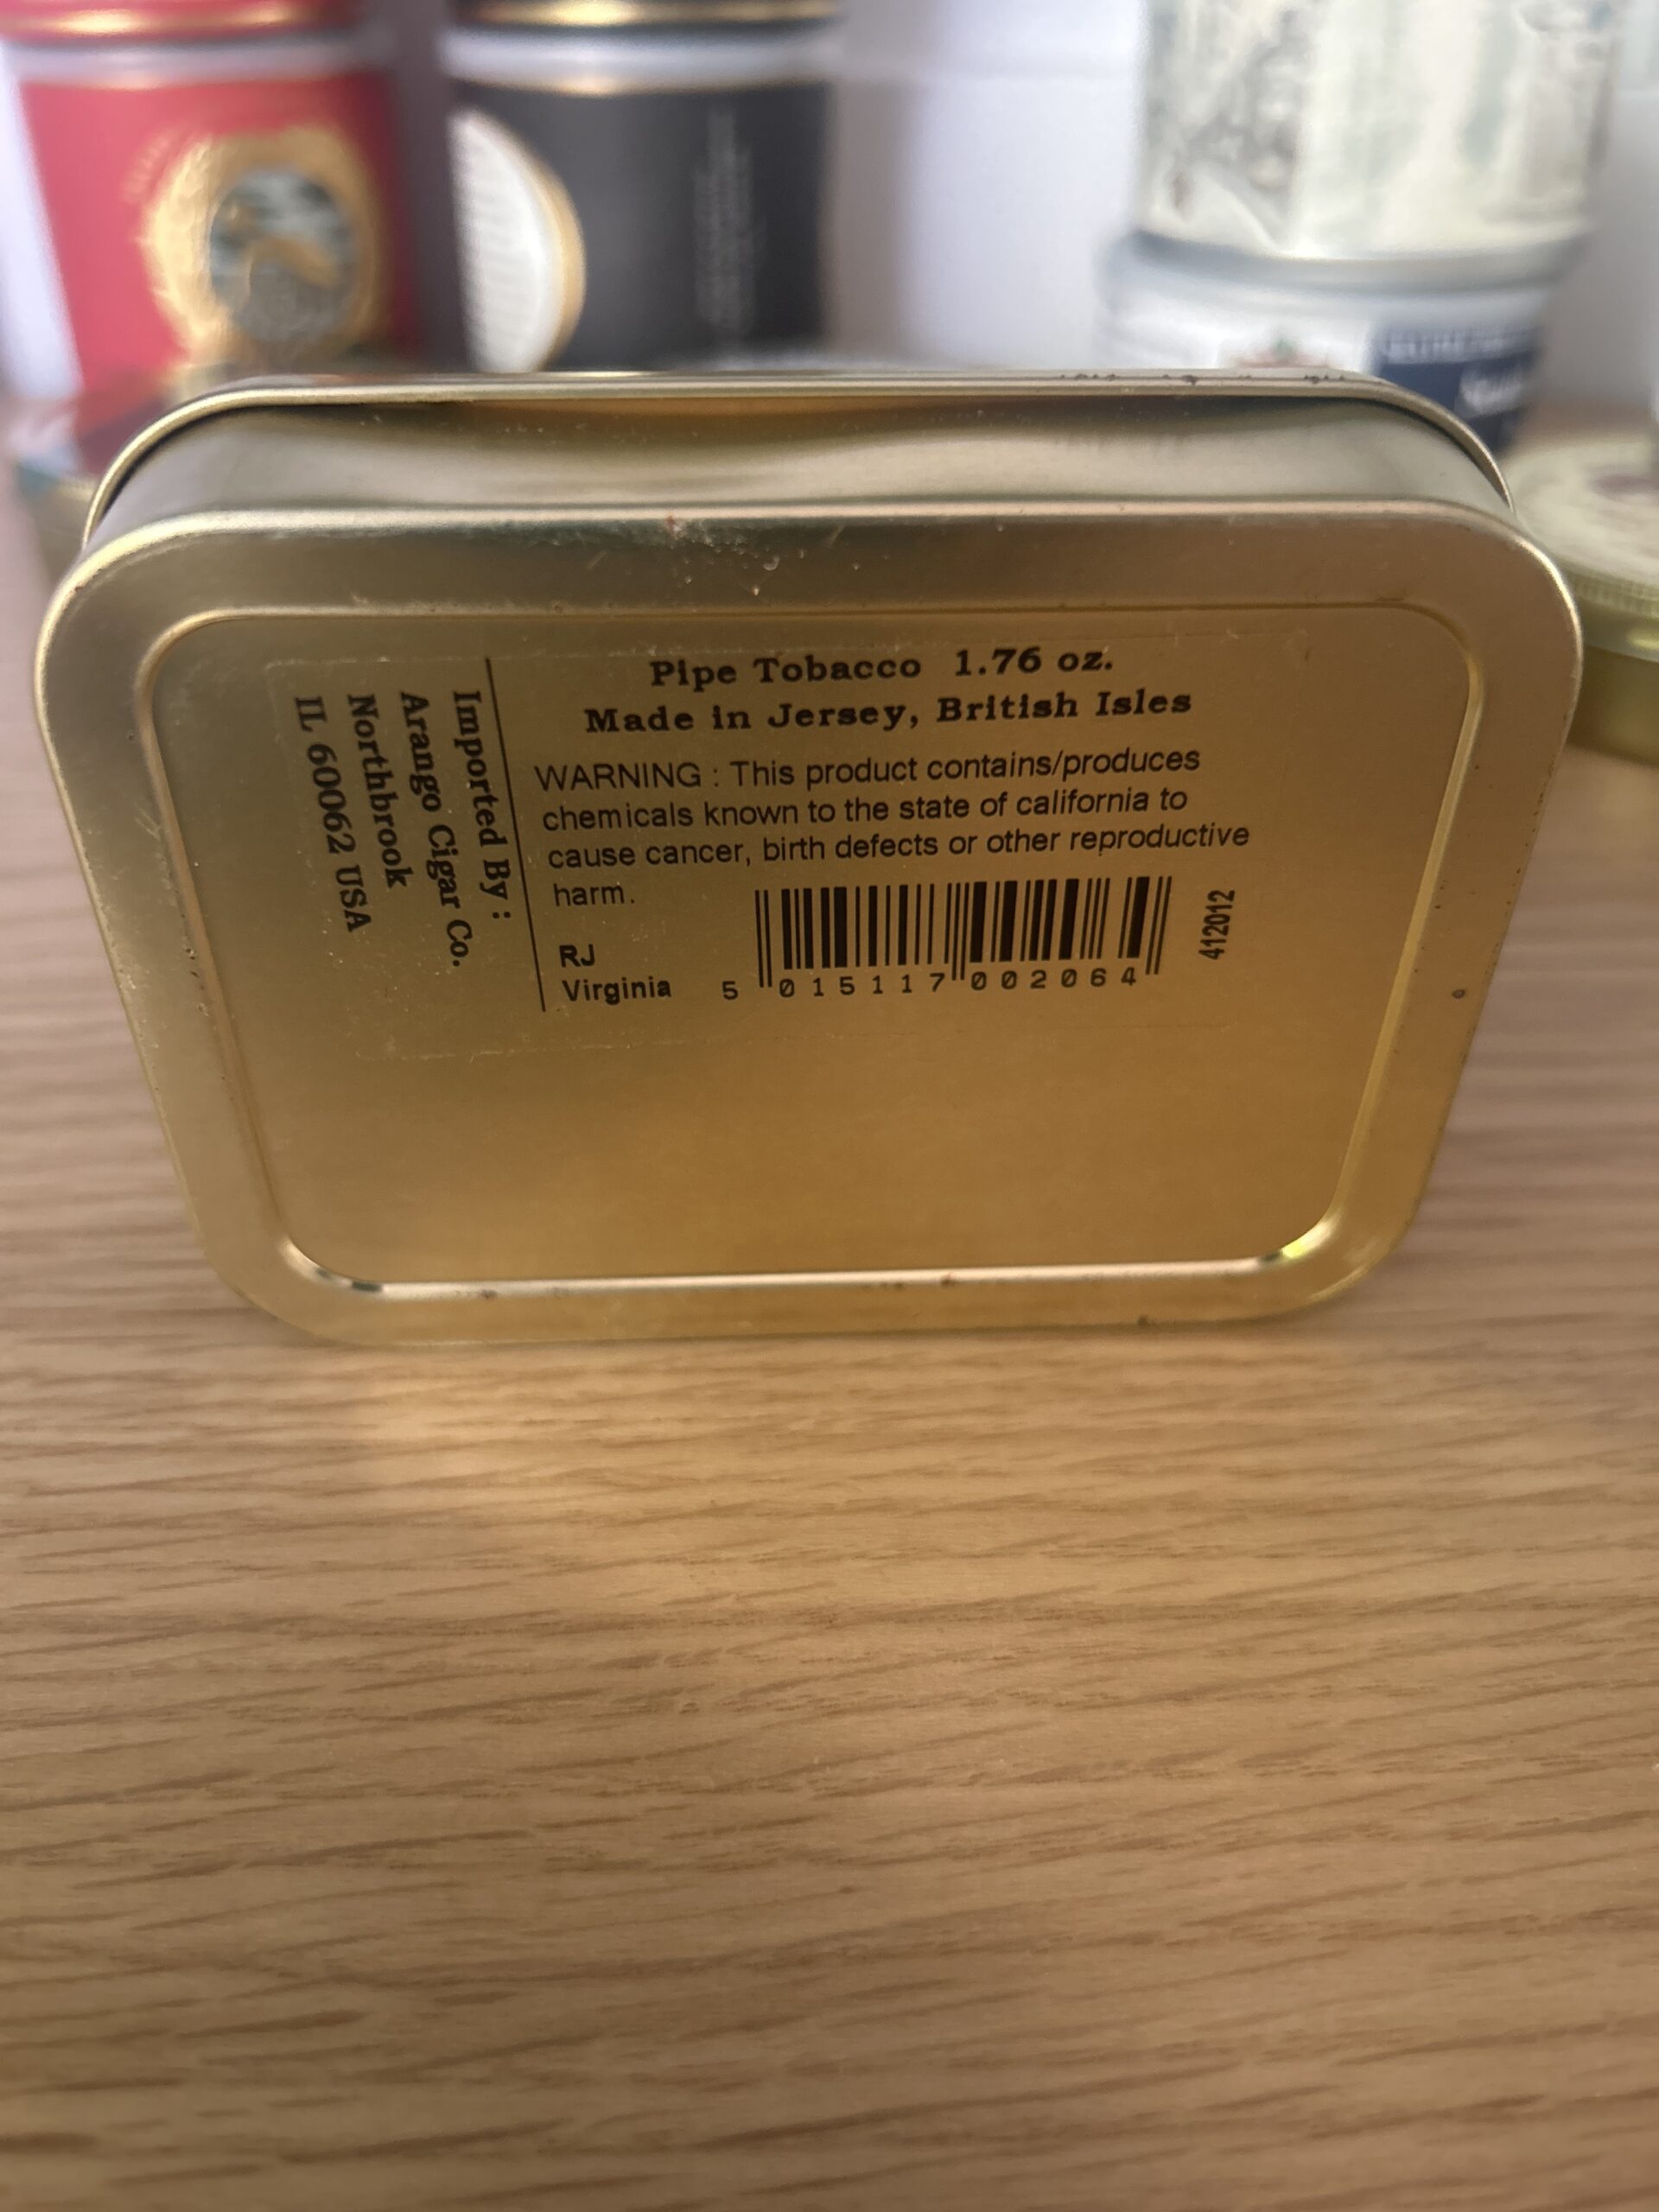 Pipe Tobacco 1.76 oz.
Made in Jersey, British Isles
WARNING : This product contains/produces
chemicals known to the state of california to
cause cancer, birth defects or other reproductive
harm.
RJ
Virginia
5 015117 002064
412012
Imported By :
Arango Cigar Co.
Northbrook
IL 60062 USA